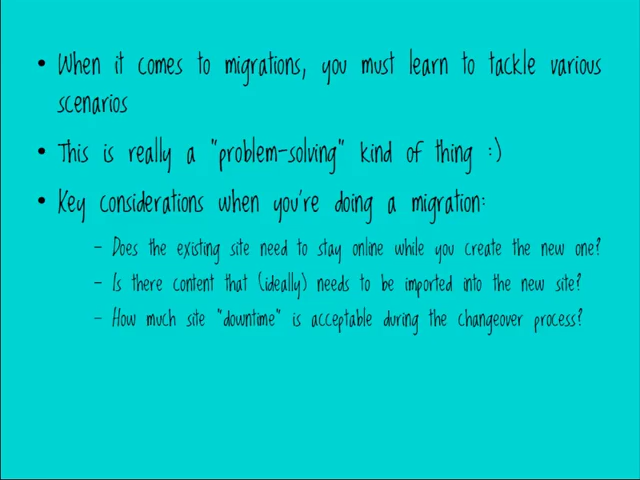 • When it comes to migrations, you must learn to tackle various
scenarios
• This is really a "problem-solving" kind of thing :)
• Key considerations when you're doing a migration:
– Does the existing site need to stay online while you create the new one?
– Is there content that (ideally) needs to be imported into the new site?
– How much site "downtime" is acceptable during the changeover process?